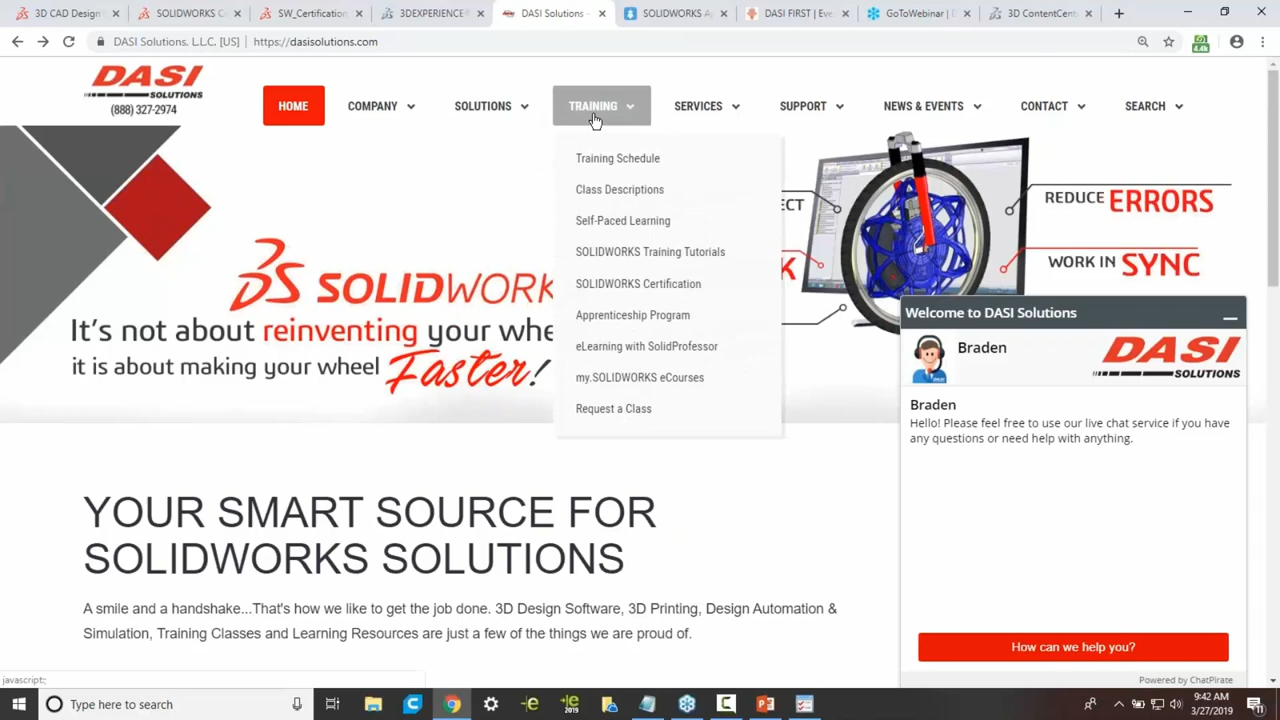 3D CAD Desig
SOLIDWORKS C
SW_Certification
3DEXPERIENCE®
DASI Solutions -
SOLIDWORKS A
DASI FIRST | Eve
GoToWebinar | D
3D ContentCent
DASI Solutions. L.L.C. [US]
https://dasisolutions.com
4.4k
DASI
SOLUTIONS
(888) 327-2974
HOME
COMPANY
SOLUTIONS
TRAINING
SERVICES
SUPPORT
NEWS & EVENTS
CONTACT
SEARCH
Training Schedule
Class Descriptions
Self-Paced Learning
SOLIDWORKS Training Tutorials
SOLIDWORKS Certification
Apprenticeship Program
eLearning with SolidProfessor
my.SOLIDWORKS eCourses
Request a Class
SOLIDWORK
It's not about reinventing your whe
it is about making your wheel Faster!
ECT
K
REDUCE ERRORS
WORK IN SYNC
Welcome to DASI Solutions
Braden
DASI
SOLUTIONS
Braden
Hello! Please feel free to use our live chat service if you have
any questions or need help with anything.
How can we help you?
Powered by ChatPirate
YOUR SMART SOURCE FOR
SOLIDWORKS SOLUTIONS
A smile and a handshake...That's how we like to get the job done. 3D Design Software, 3D Printing, Design Automation &
Simulation, Training Classes and Learning Resources are just a few of the things we are proud of.
javascript:;
Type here to search
2019
9:42 AM
3/27/2019